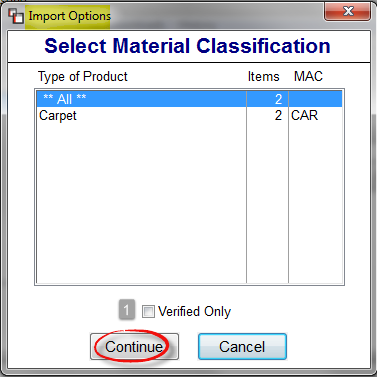 Import Options
Select Material Classification
Type of Product Items MAC
** All ** 2
Carpet 2 CAR
1 Verified Only
Continue Cancel